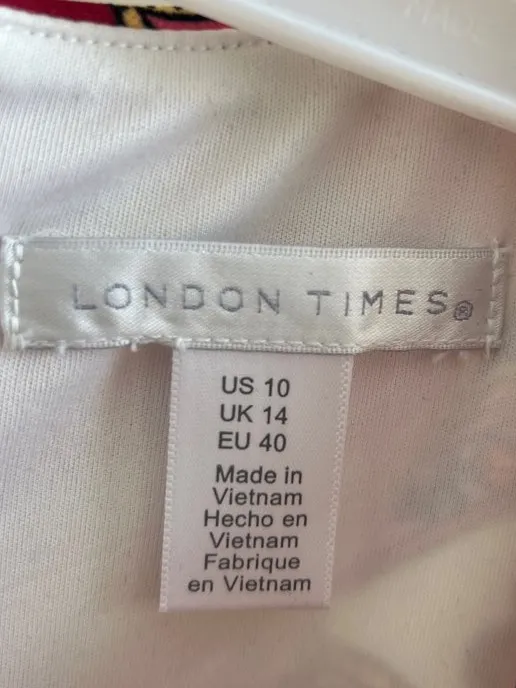 LONDON TIMES®
US 10
UK 14
EU 40
Made in
Vietnam
Hecho en
Vietnam
Fabrique
en Vietnam